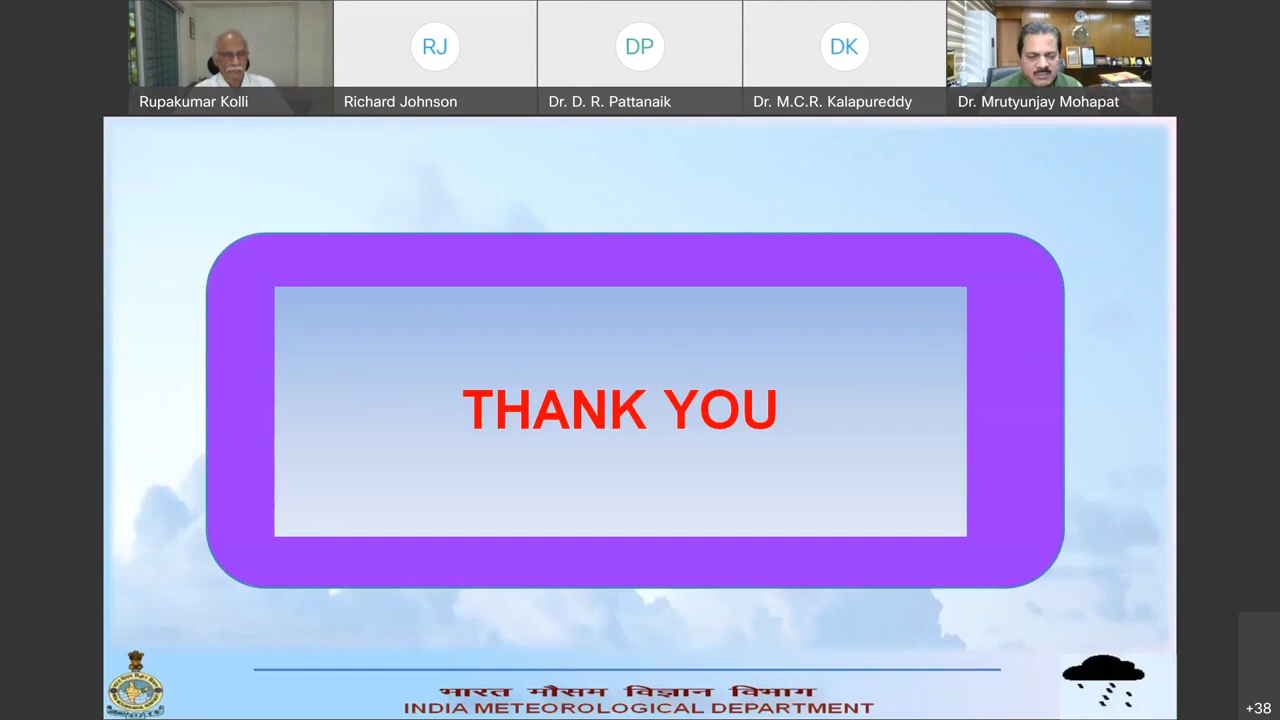 RJ
DP
DK
Rupakumar Kolli
Richard Johnson
Dr. D. R. Pattanaik
Dr. M.C.R. Kalapureddy
Dr. Mrutyunjay Mohapat
THANK YOU
भारत मौसम विज्ञान विभाग
INDIA METEOROLOGICAL DEPARTMENT
+38